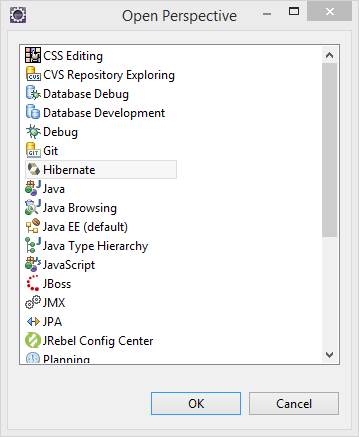 Open Perspective
CSS Editing
CVS Repository Exploring
Database Debug
Database Development
Debug
Git
Hibernate
Java
Java Browsing
Java EE (default)
Java Type Hierarchy
JavaScript
JBoss
JMX
JPA
JRebel Config Center
Planning
OK Cancel